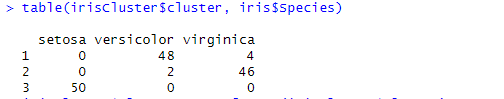 > table(irisCluster$cluster, iris$Species)
setosa versicolor virginica
1 0 48 4
2 0 2 46
3 50 0 0